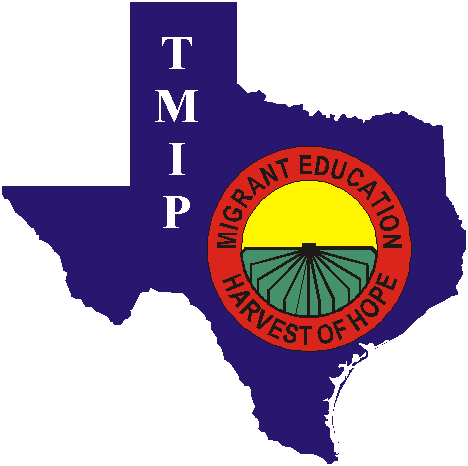 T
M
I
P
MIGRANT EDUCATION
HARVEST OF HOPE